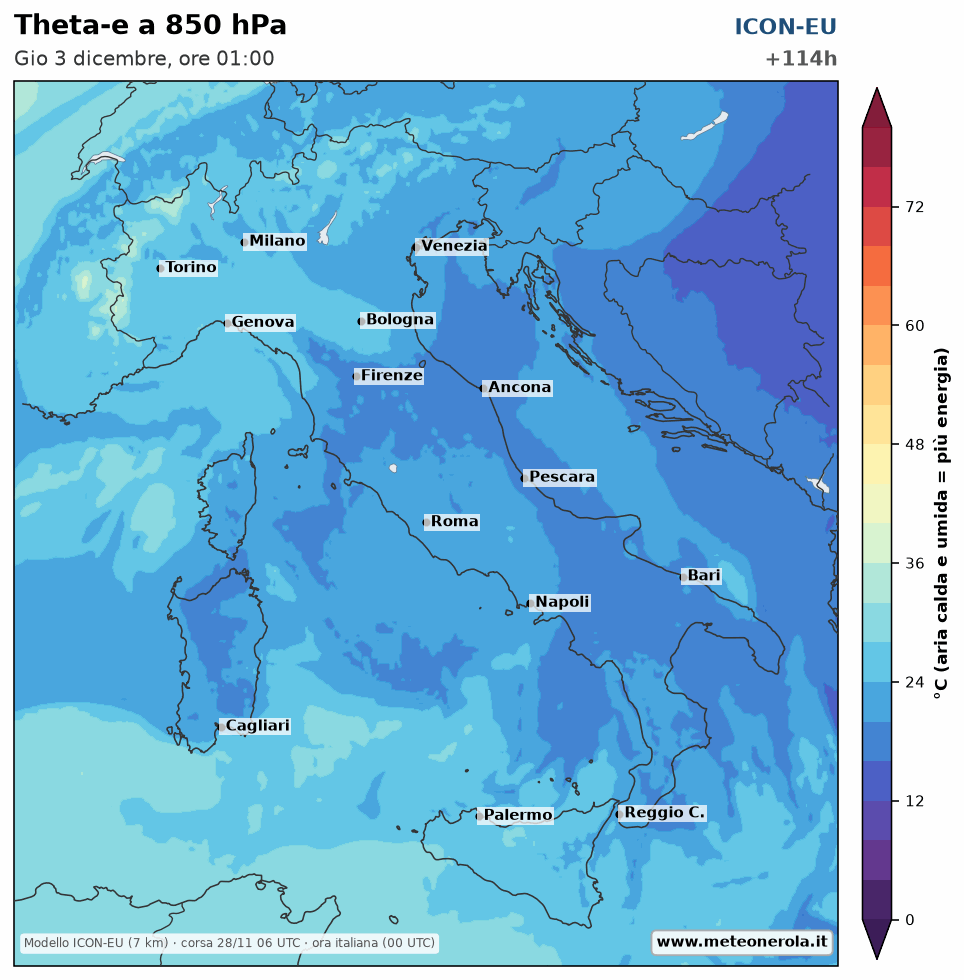 Theta-e a 850 hPa
ICON-EU
Gio 3 dicembre, ore 01:00
+114h
Milano
Venezia
Torino
Genova
Bologna
Firenze
Ancona
Pescara
Roma
Bari
Napoli
Cagliari
Palermo
Reggio C.
72
60
48
36
24
12
0
°C (aria calda e umida = più energia)
Modello ICON-EU (7 km) · corsa 28/11 06 UTC · ora italiana (00 UTC)
www.meteonerola.it